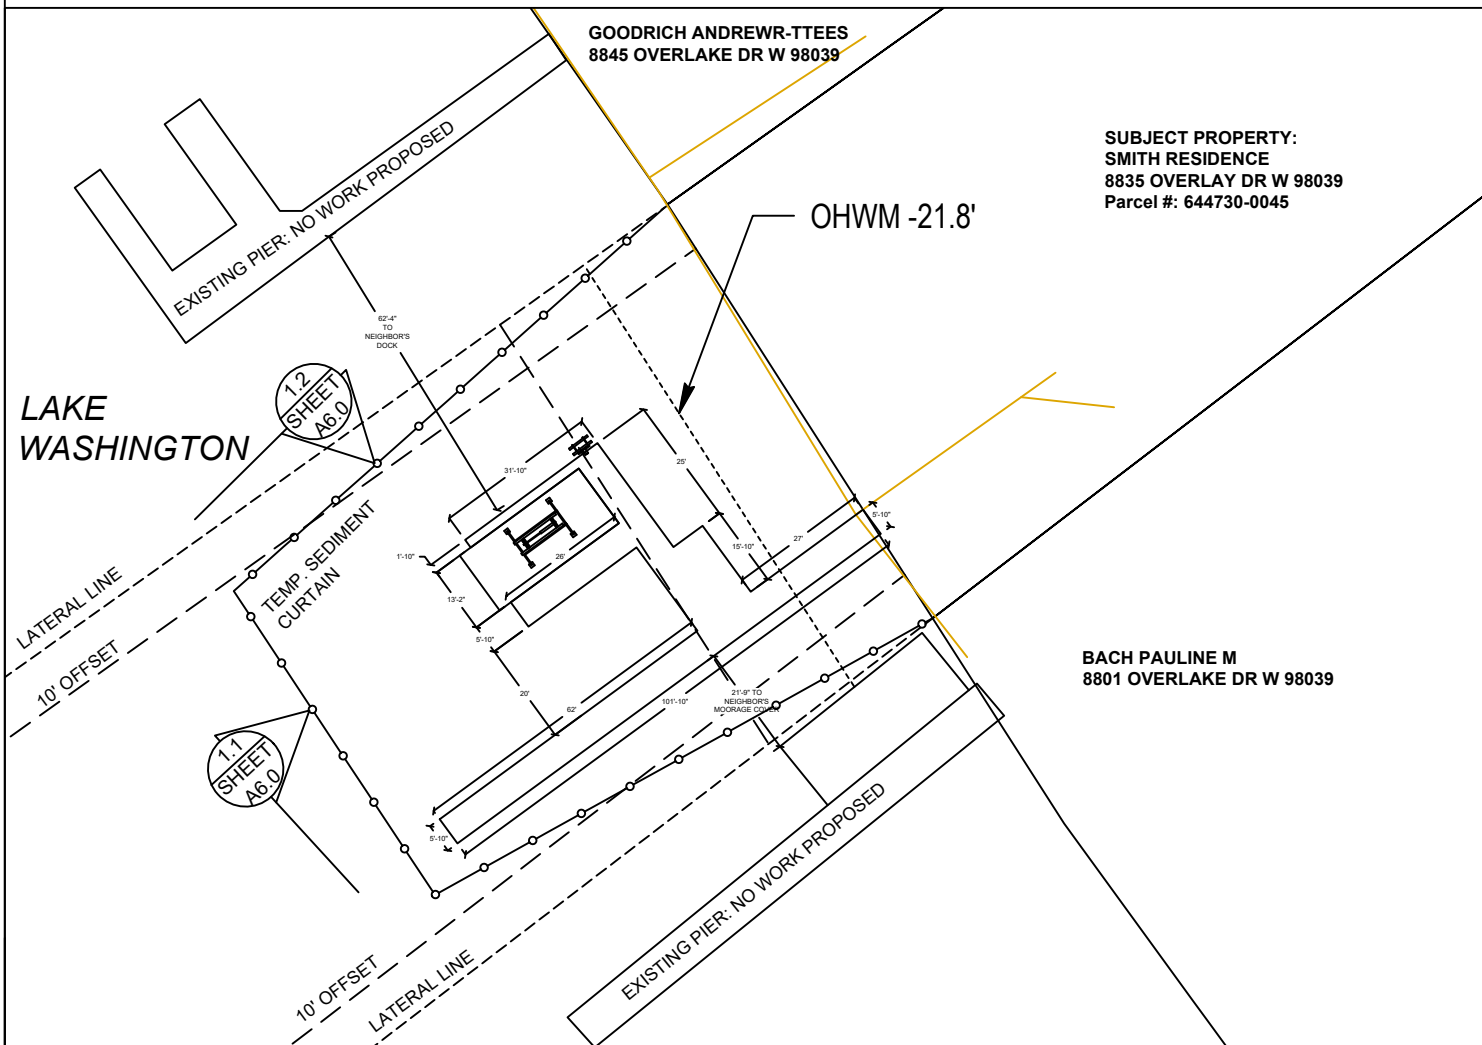 GOODRICH ANDREWR-TTEES
8845 OVERLAKE DR W 98039
SUBJECT PROPERTY:
SMITH RESIDENCE
8835 OVERLAY DR W 98039
Parcel #: 644730-0045
EXISTING PIER: NO WORK PROPOSED
OHWM -21.8'
62'-4"
TO
NEIGHBOR'S
DOCK
1.2
SHEET
A6.0
LAKE
WASHINGTON
31'-10"
25'
5'-10"
27'
15'-10"
1'-10"
26'
13'-2"
5'-10"
TEMP. SEDIMENT
CURTAIN
LATERAL LINE
10' OFFSET
20'
62'
101'-10"
21'-9" TO
NEIGHBOR'S
MOORAGE COVER
BACH PAULINE M
8801 OVERLAKE DR W 98039
1.1
SHEET
A6.0
5'-10"
EXISTING PIER: NO WORK PROPOSED
10' OFFSET
LATERAL LINE